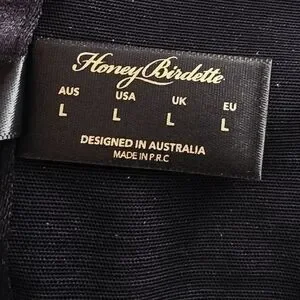 Honey Birdette
AUS USA UK EU
L L L L
DESIGNED IN AUSTRALIA
MADE IN P.R.C